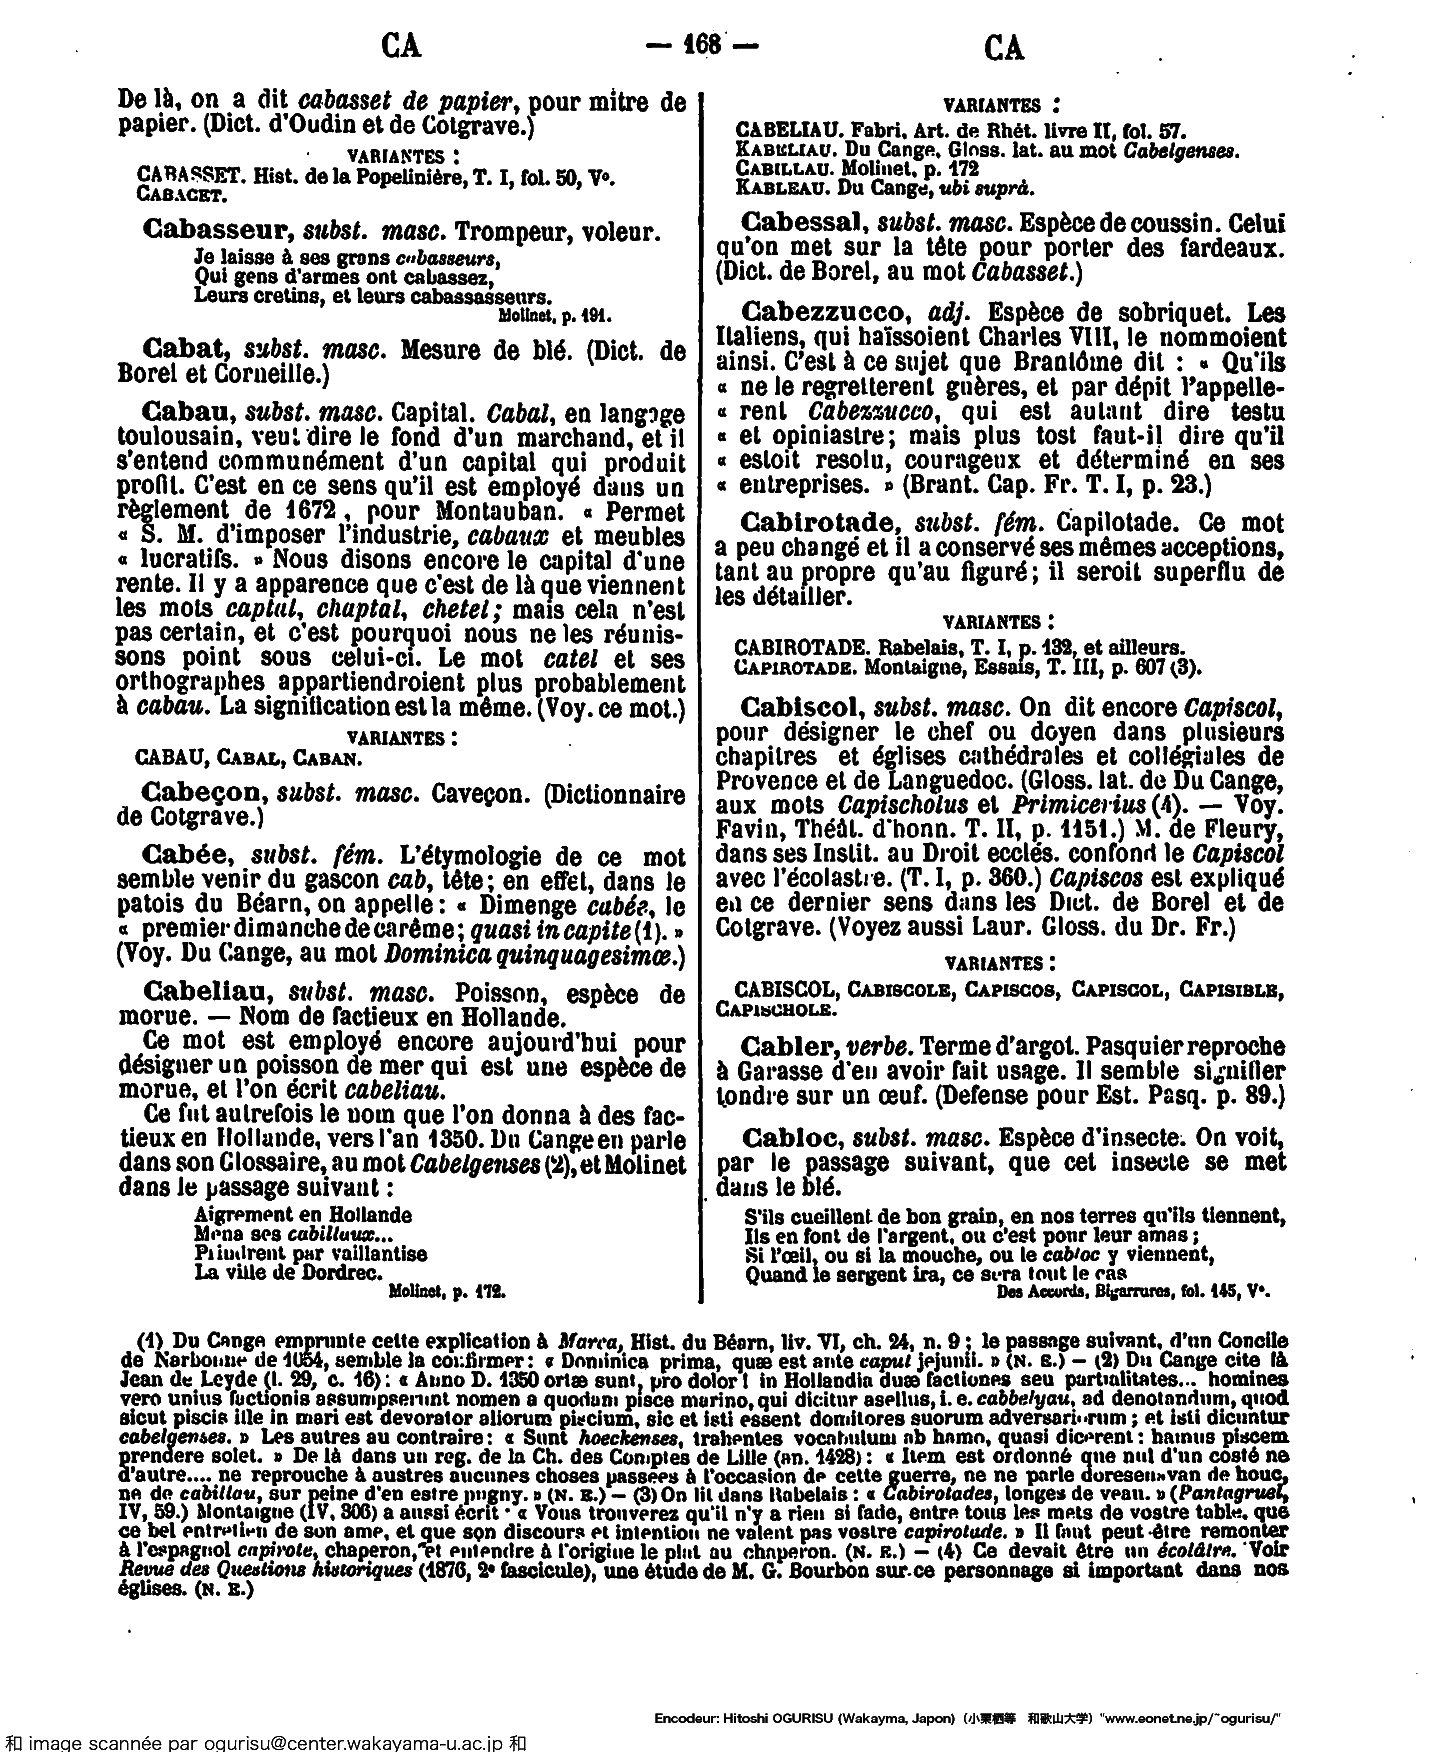 CA
— 168 —
CA
De là, on a dit cabasset de papier, pour mitre de
papier. (Dict. d'Oudin et de Cotgrave.)
VARIANTES :
CABASSET. Hist. de la Popelinière, T. I, fol. 50, Vº.
CABACET.
Cabasseur, subst. masc. Trompeur, voleur.
Je laisse à ses grans cabasseurs,
Qui gens d'armes ont cabassez,
Leurs cretins, et leurs cabassasseurs.
Molinet, p. 191.
Cabat, subst. masc. Mesure de blé. (Dict. de
Borel et Corneille.)
Cabau, subst. masc. Capital. Cabal, en langage
toulousain, veut dire le fond d'un marchand, et il
s'entend communément d'un capital qui produit
profit. C'est en ce sens qu'il est employé dans un
règlement de 1672, pour Montauban. « Permet
« S. M. d'imposer l'industrie, cabaux et meubles
« lucratifs. » Nous disons encore le capital d'une
rente. Il y a apparence que c'est de là que viennent
les mots captal, chaptal, chetel; mais cela n'est
pas certain, et c'est pourquoi nous ne les réunis-
sons point sous celui-ci. Le mot catel et ses
orthographes appartiendroient plus probablement
à cabau. La signification est la même. (Voy. ce mot.)
VARIANTES :
CABAU, CABAL, CABAN.
Cabeçon, subst. masc. Caveçon. (Dictionnaire
de Cotgrave.)
Cabée, subst. fém. L'étymologie de ce mot
semble venir du gascon cab, tête; en effet, dans le
patois du Béarn, on appelle : « Dimenge cabée, le
« premier dimanche de carême; quasi in capite (1). »
(Voy. Du Cange, au mot Dominica quinquagesimæ.)
Cabeliau, subst. masc. Poisson, espèce de
morue. — Nom de factieux en Hollande.
Ce mot est employé encore aujourd'hui pour
désigner un poisson de mer qui est une espèce de
morue, et l'on écrit cabeliau.
Ce fut autrefois le nom que l'on donna à des fac-
tieux en Hollande, vers l'an 1350. Du Cange en parle
dans son Glossaire, au mot Cabelgenses (2), et Molinet
dans le passage suivant :
Aigrement en Hollande
Mena ses cabillaux...
Prindrent par vaillantise
La ville de Dordrec.
Molinet, p. 172.
VARIANTES :
CABELIAU. Fabri, Art. de Rhét. livre II, fol. 57.
KABELIAU. Du Cange, Gloss. lat. au mot Cabelgenses.
CABILLAU. Molinet, p. 172
KABLEAU. Du Cange, ubi suprà.
Cabessal, subst. masc. Espèce de coussin. Celui
qu'on met sur la tête pour porter des fardeaux.
(Dict. de Borel, au mot Cabasset.)
Cabezzucco, adj. Espèce de sobriquet. Les
Italiens, qui haïssoient Charles VIII, le nommoient
ainsi. C'est à ce sujet que Brantôme dit : « Qu'ils
« ne le regretterent guères, et par dépit l'appelle-
« rent Cabezzucco, qui est autant dire testu
« et opiniastre; mais plus tost faut-il dire qu'il
« estoit resolu, courageux et déterminé en ses
« entreprises. » (Brant. Cap. Fr. T. I, p. 23.)
Cabirotade, subst. fém. Capilotade. Ce mot
a peu changé et il a conservé ses mêmes acceptions,
tant au propre qu'au figuré; il seroit superflu de
les détailler.
VARIANTES :
CABIROTADE. Rabelais, T. I, p. 132, et ailleurs.
CAPIROTADE. Montaigne, Essais, T. III, p. 607 (3).
Cabiscol, subst. masc. On dit encore Capiscol,
pour désigner le chef ou doyen dans plusieurs
chapitres et églises cathédrales et collégiales de
Provence et de Languedoc. (Gloss. lat. de Du Cange,
aux mots Capischolus et Primicerius (4). — Voy.
Favin, Théât. d'honn. T. II, p. 1151.) M. de Fleury,
dans ses Instit. au Droit ecclés. confond le Capiscol
avec l'écolastre. (T. I, p. 360.) Capiscos est expliqué
en ce dernier sens dans les Dict. de Borel et de
Cotgrave. (Voyez aussi Laur. Gloss. du Dr. Fr.)
VARIANTES :
CABISCOL, CABISCOLE, CAPISCOS, CAPISCOL, CAPISIBLE,
CAPISCHOLE.
Cabler, verbe. Terme d'argot. Pasquier reproche
à Garasse d'en avoir fait usage. Il semble signifier
tondre sur un œuf. (Defense pour Est. Pasq. p. 89.)
Cabloc, subst. masc. Espèce d'insecte. On voit,
par le passage suivant, que cet insecte se met
dans le blé.
S'ils cueillent de bon grain, en nos terres qu'ils tiennent,
Ils en font de l'argent, ou c'est pour leur amas ;
Si l'œil, ou si la mouche, ou le cabloc y viennent,
Quand le sergent ira, ce sera tout le cas
Des Accords, Bigarrures, fol. 145, Vº.
(1) Du Cange emprunte cette explication à Marca, Hist. du Béarn, liv. VI, ch. 24, n. 9 ; le passage suivant, d'un Concile
de Narbonne de 1054, semble la confirmer : « Dominica prima, quæ est ante caput jejunii. » (N. E.) — (2) Du Cange cite là
Jean de Leyde (l. 29, c. 16) : « Anno D. 1350 ortæ sunt, pro dolor ! in Hollandia duæ factiones seu partialitates... homines
vero unius factionis assumpserunt nomen a quodam pisce marino, qui dicitur asellus, i. e. cabbelyau, ad denotandum, quod
sicut piscis ille in mari est devorator aliorum piscium, sic et isti essent domitores suorum adversariorum ; et isti dicuntur
cabelgenses. » Les autres au contraire : « Sunt hoeckenses, trahentes vocabulum ab hamo, quasi dicerent : hamus piscem
prendere solet. » De là dans un reg. de la Ch. des Comptes de Lille (an. 1428) : « Item est ordonné que nul d'un costé ne
d'autre.... ne reprouche à austres aucunes choses passées à l'occasion de cette guerre, ne ne parle doresenavan de houc,
ne de cabillau, sur peine d'en estre pugny. » (N. E.) — (3) On lit dans Rabelais : « Cabirotades, longes de veau. » (Pantagruel,
IV, 59.) Montaigne (IV, 306) a aussi écrit : « Vous trouverez qu'il n'y a rien si fade, entre tous les mets de vostre table, que
ce bel entretien de son ame, et que son discours et intention ne valent pas vostre capirotade. » Il faut peut-être remonter
à l'espagnol capirote, chaperon, et entendre à l'origine le plat au chaperon. (N. E.) — (4) Ce devait être un écolâtre. Voir
Revue des Questions historiques (1876, 2e fascicule), une étude de M. G. Bourbon sur ce personnage si important dans nos
églises. (N. E.)
Encodeur: Hitoshi OGURISU (Wakayma, Japon) (小栗栖等 和歌山大学) "www.eonet.ne.jp/~ogurisu/"
和 image scannée par ogurisu@center.wakayama-u.ac.jp 和